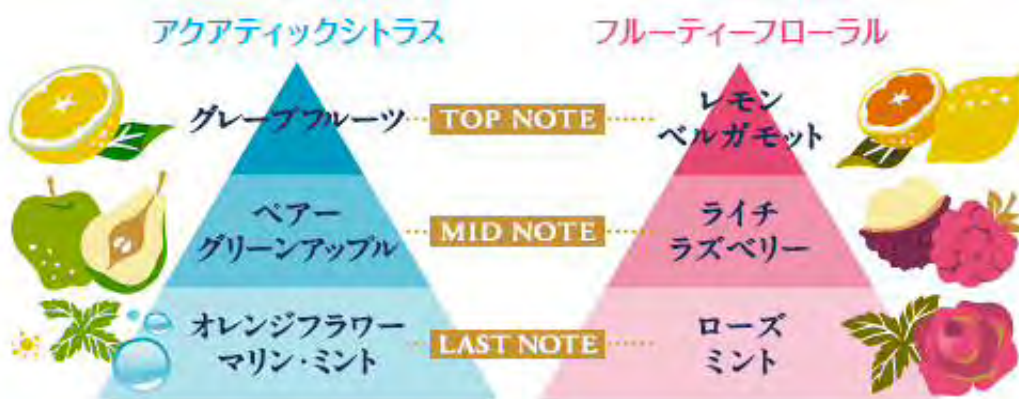 アクアティックシトラス
フルーティーフローラル
グレープフルーツ
TOP NOTE
レモン
ベルガモット
ペアー
グリーンアップル
MID NOTE
ライチ
ラズベリー
オレンジフラワー
マリン・ミント
LAST NOTE
ローズ
ミント